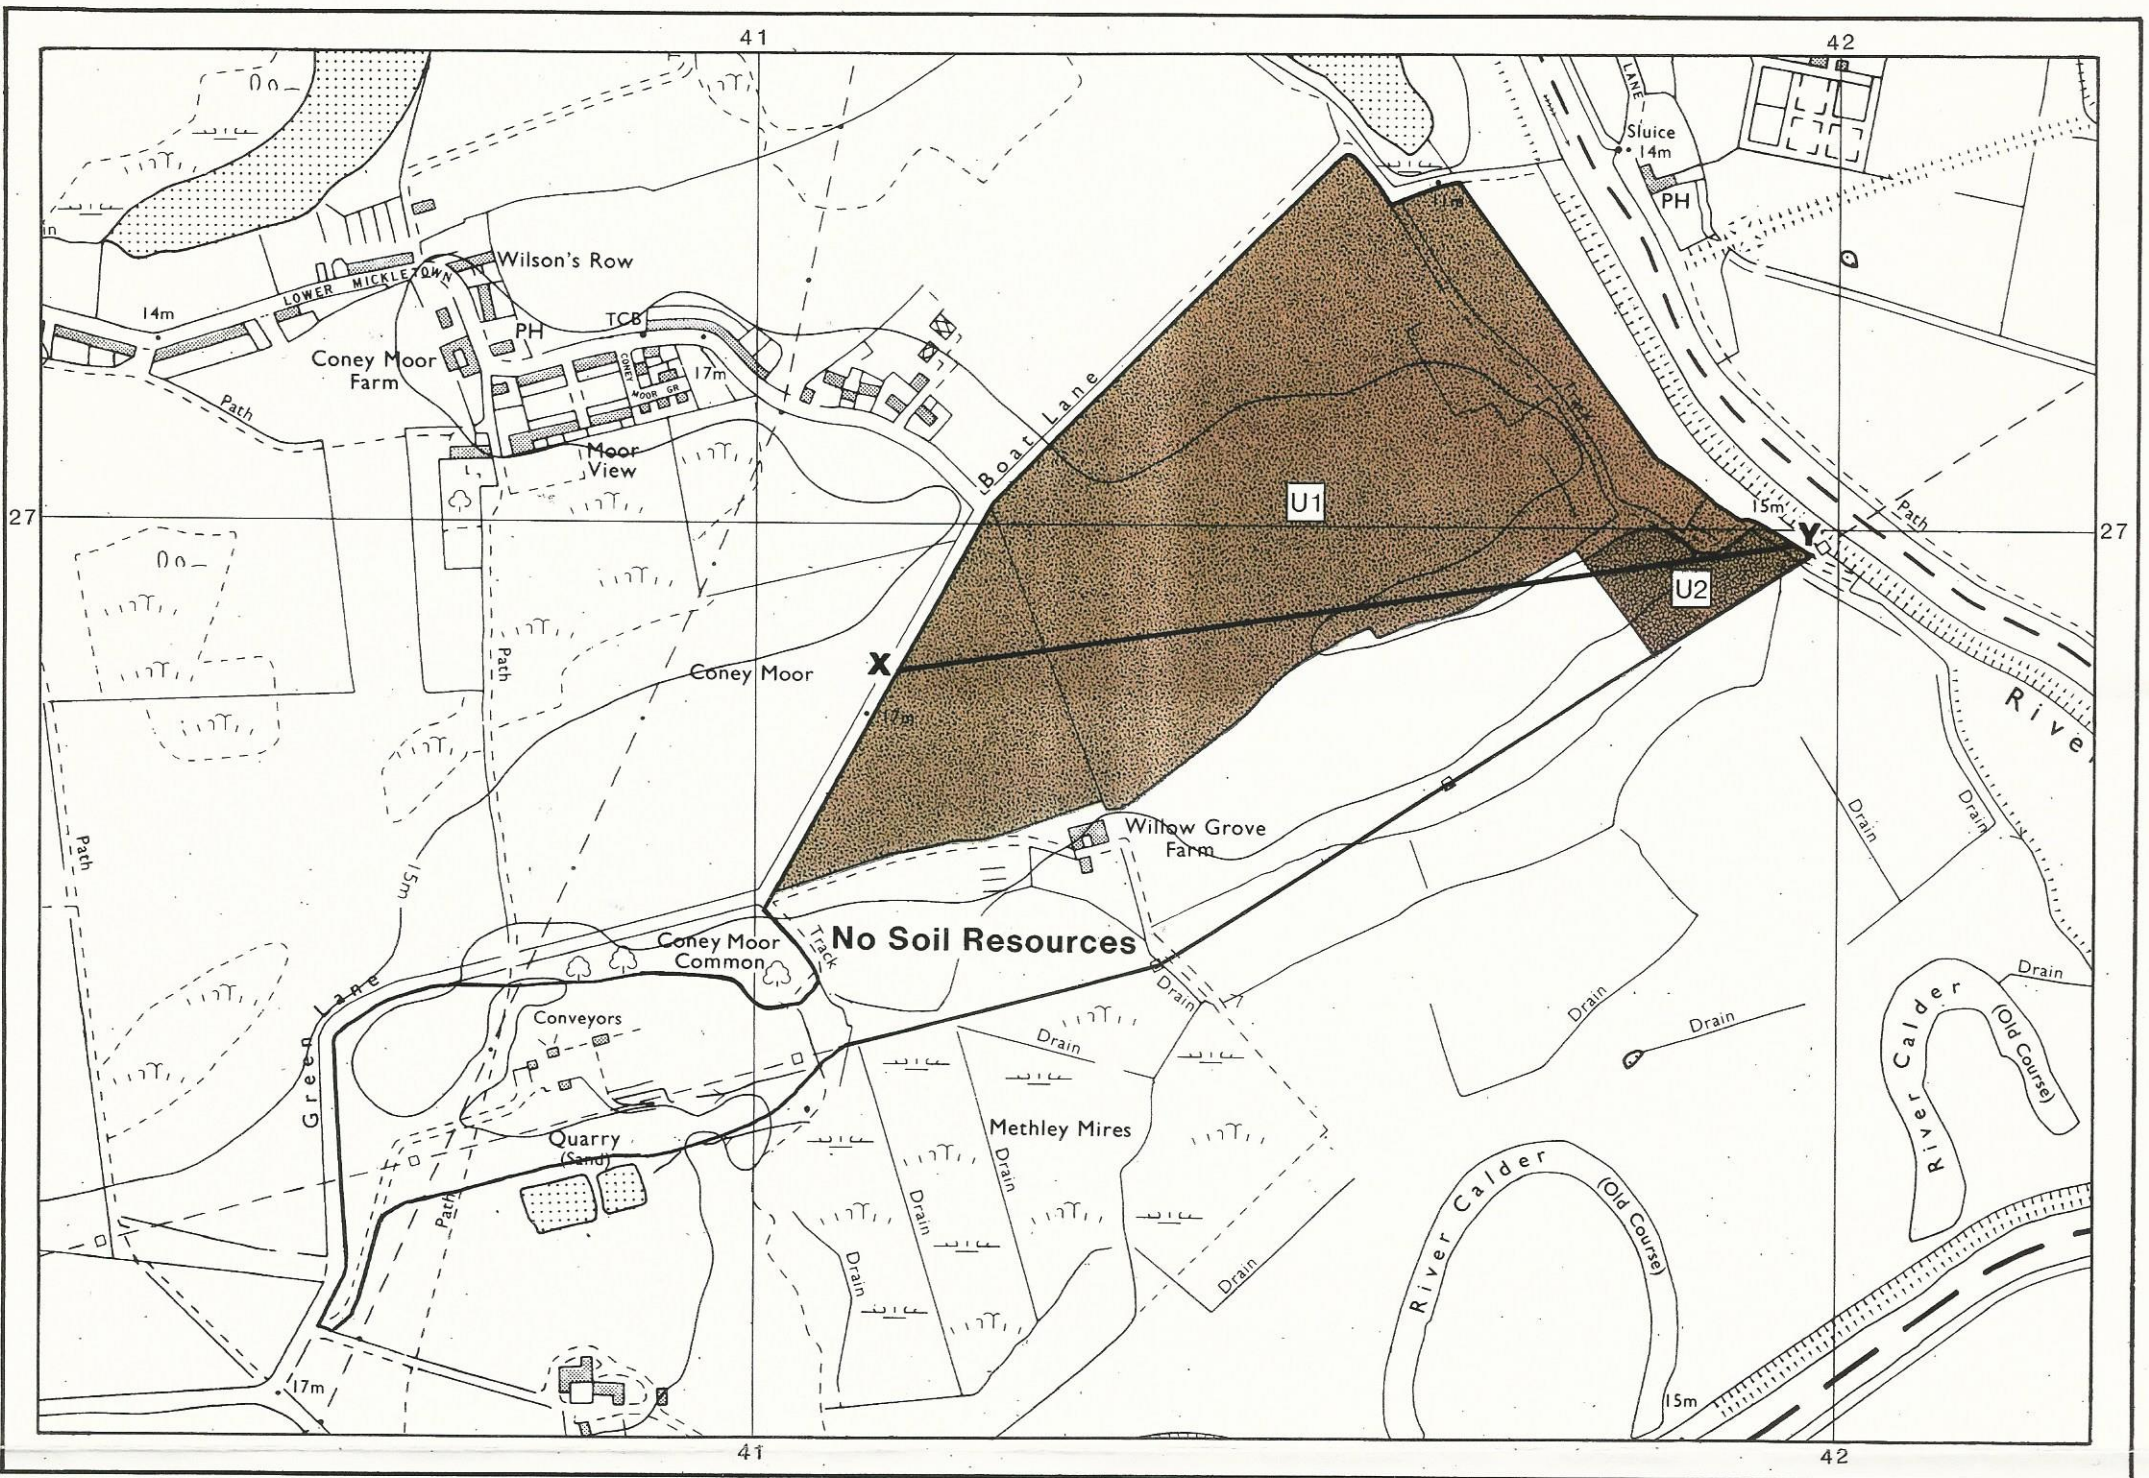 41
42
LANE
Sluice
14m
PH
in
Wilson's Row
LOWER MICKLETOWN
14m
TCB
PH
Coney Moor
Farm
CONEY
MOOR GR
17m
Path
Moor
View
Boat Lane
11m
Track
U1
27
15m
Y
Path
27
U2
Path
Coney Moor
X
17m
River
Path
15m
Willow Grove
Farm
Drain
Drain
Coney Moor
Common
Track
No Soil Resources
Green Lane
Conveyors
Drain
Drain
Drain
Drain
Drain
River Calder
(Old Course)
Quarry
(Sand)
Methley Mires
Path
Drain
Drain
Drain
Drain
River Calder
(Old Course)
17m
15m
41
42